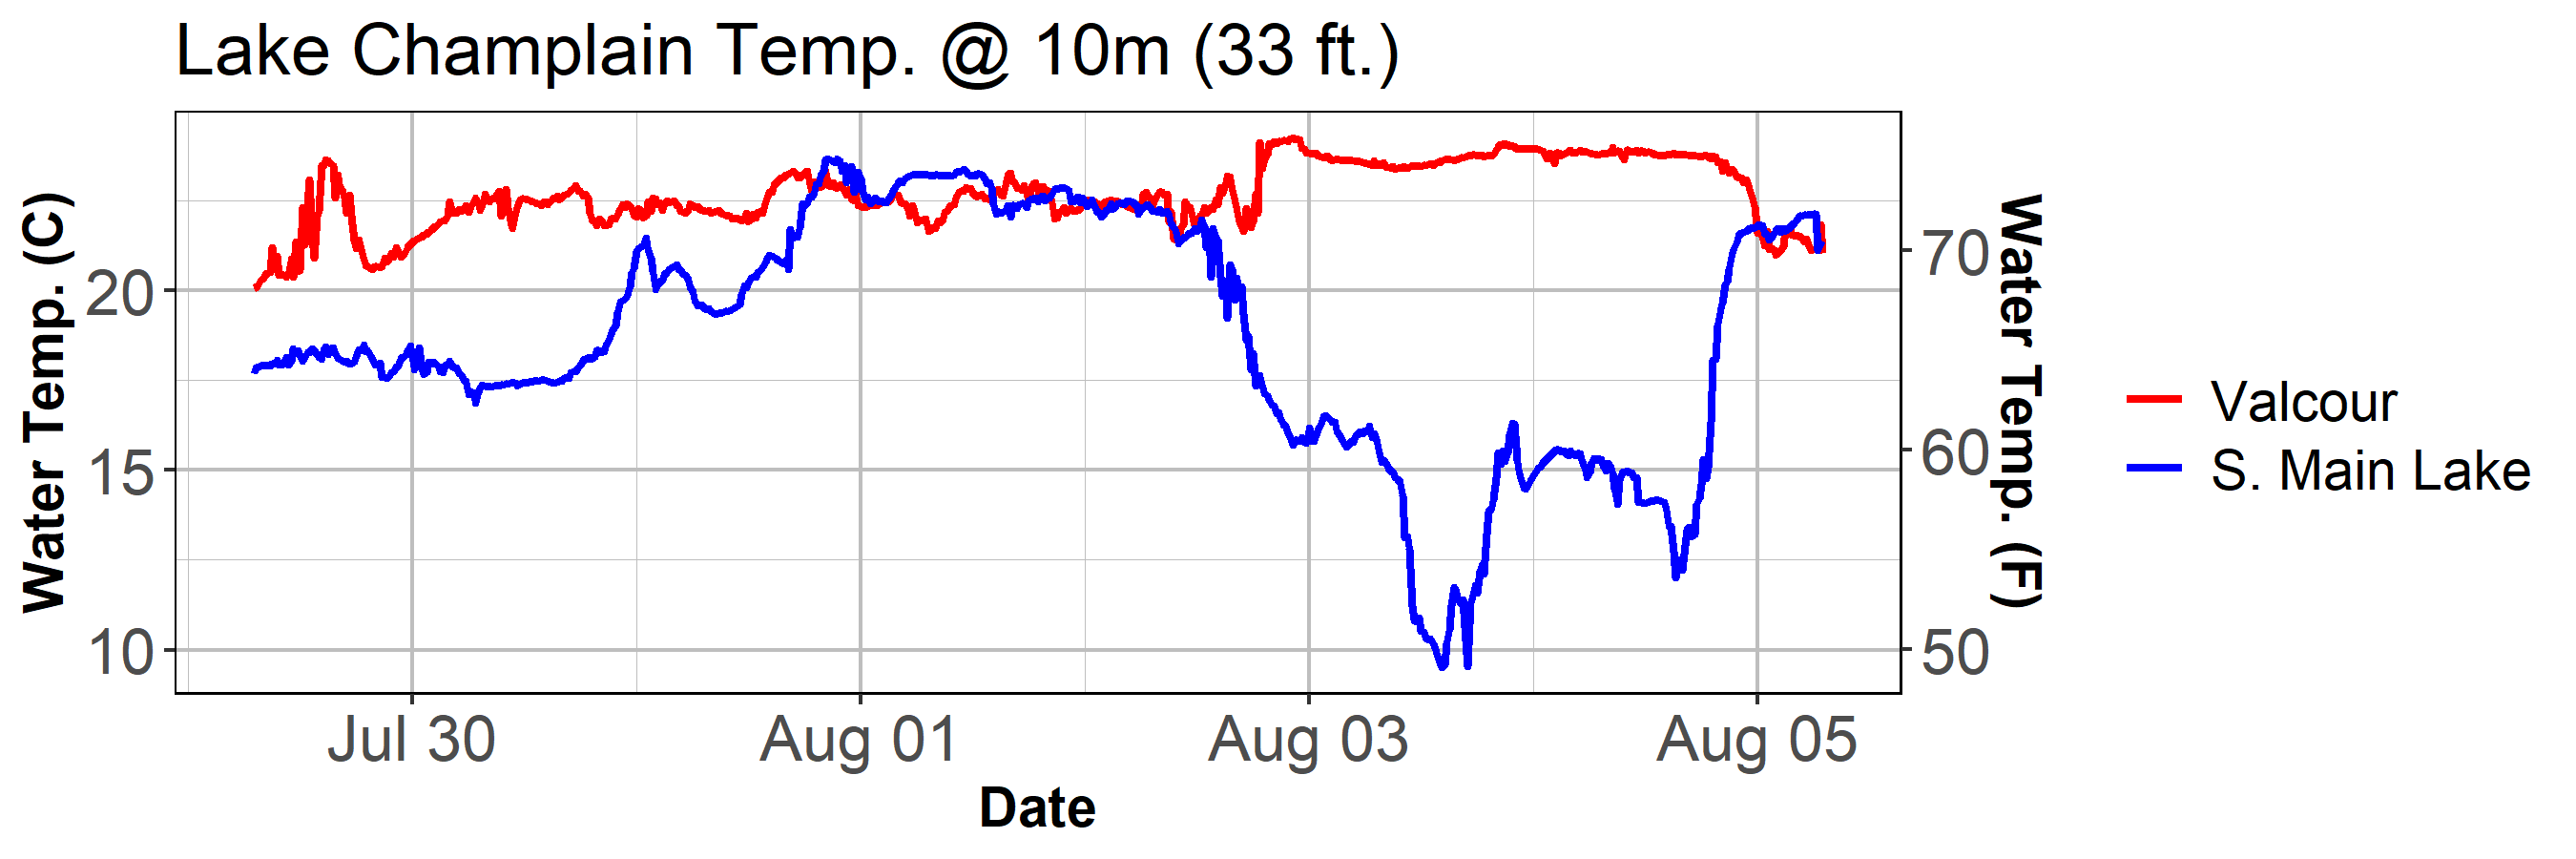 Lake Champlain Temp. @ 10m (33 ft.)
Water Temp. (C)
20
15
10
70
60
50
Water Temp. (F)
Jul 30
Aug 01
Aug 03
Aug 05
Date
Valcour
S. Main Lake